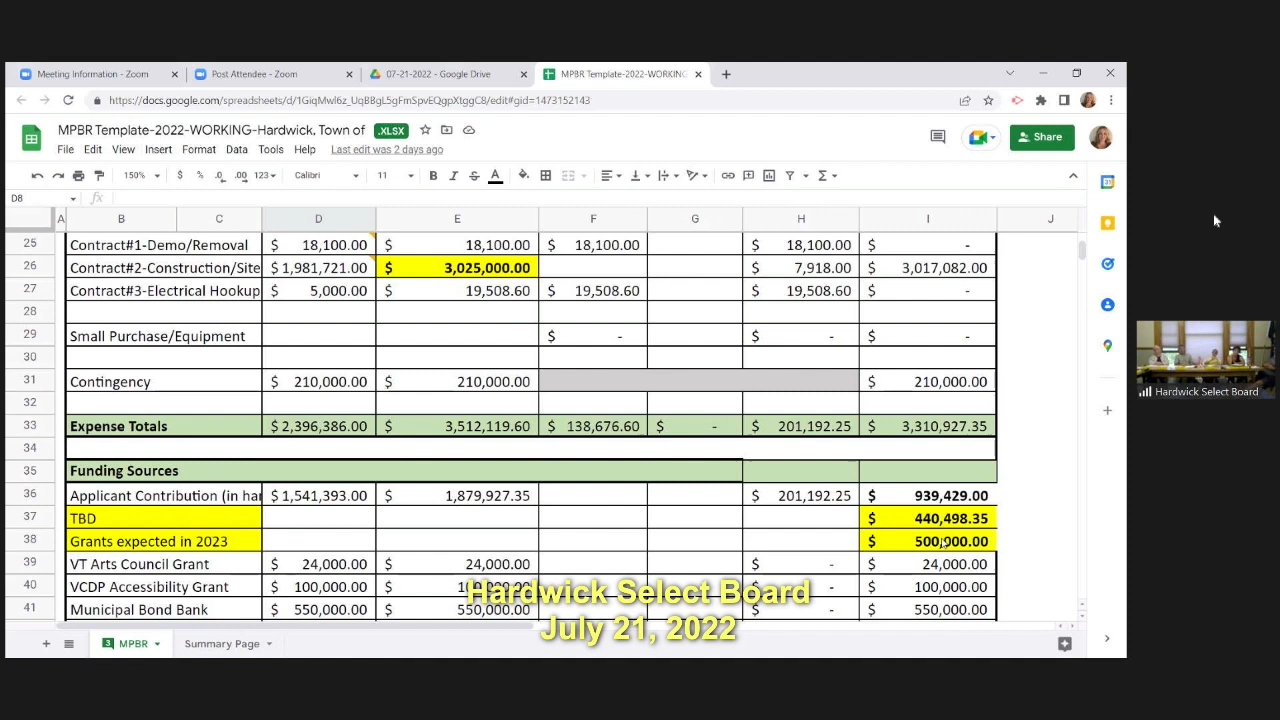 Meeting Information - Zoom
Post Attendee - Zoom
07-21-2022 - Google Drive
MPBR Template-2022-WORKING
https://docs.google.com/spreadsheets/d/1GiqMwl6z_UqBBgL5gFmSpvEQgpXtggC8/edit#gid=1473152143
MPBR Template-2022-WORKING-Hardwick, Town of .XLSX
Share
File Edit View Insert Format Data Tools Help Last edit was 2 days ago
150% $ % .0 .00 123 Calibri 11 B I S A
D8 fx
A B C D E F G H I J
25 Contract#1-Demo/Removal $ 18,100.00 $ 18,100.00 $ 18,100.00 $ 18,100.00 $ -
26 Contract#2-Construction/Site $ 1,981,721.00 $ 3,025,000.00 $ 7,918.00 $ 3,017,082.00
27 Contract#3-Electrical Hookup $ 5,000.00 $ 19,508.60 $ 19,508.60 $ 19,508.60 $ -
28
29 Small Purchase/Equipment $ - $ - $ -
30
31 Contingency $ 210,000.00 $ 210,000.00 $ 210,000.00
32
33 Expense Totals $ 2,396,386.00 $ 3,512,119.60 $ 138,676.60 $ - $ 201,192.25 $ 3,310,927.35
34
35 Funding Sources
36 Applicant Contribution (in har $ 1,541,393.00 $ 1,879,927.35 $ 201,192.25 $ 939,429.00
37 TBD $ 440,498.35
38 Grants expected in 2023 $ 500,000.00
39 VT Arts Council Grant $ 24,000.00 $ 24,000.00 $ - $ 24,000.00
40 VCDP Accessibility Grant $ 100,000.00 $ - $ 100,000.00
41 Municipal Bond Bank $ 550,000.00 $ 550,000.00 $ - $ 550,000.00
Hardwick Select Board
July 21, 2022
3 MPBR Summary Page
Hardwick Select Board